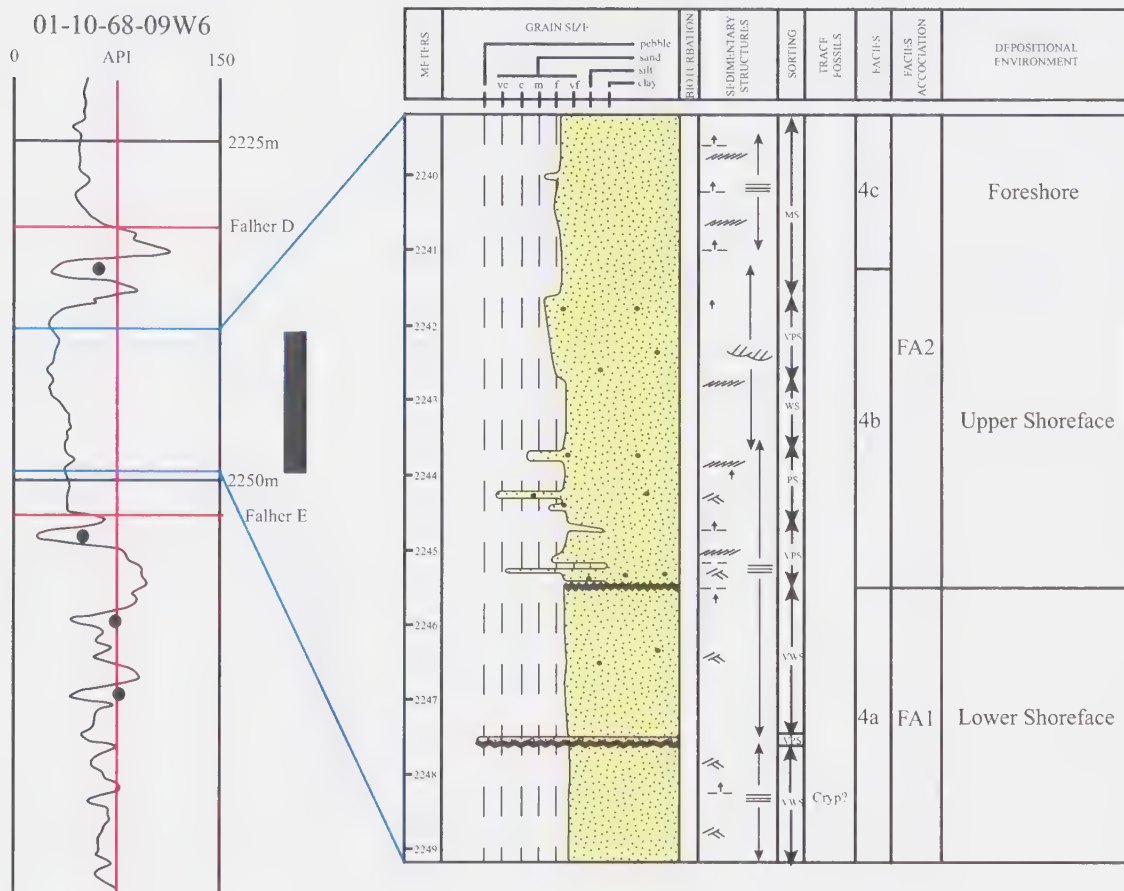 01-10-68-09W6
0 API 150
2225m
Falher D
2250m
Falher E
METERS
GRAIN SIZE
pebble
sand
silt
clay
vc c m f vf
BIOTURBATION
SEDIMENTARY
STRUCTURES
SORTING
TRACE
FOSSILS
FACIES
FACIES
ACCOCIATION
DEPOSITIONAL
ENVIRONMENT
2240
2241
2242
2243
2244
2245
2246
2247
2248
2249
MS
VPS
WS
PS
VPS
VWS
VPS
VWS
Cryp?
4c
4b
4a
FA2
FA1
Foreshore
Upper Shoreface
Lower Shoreface